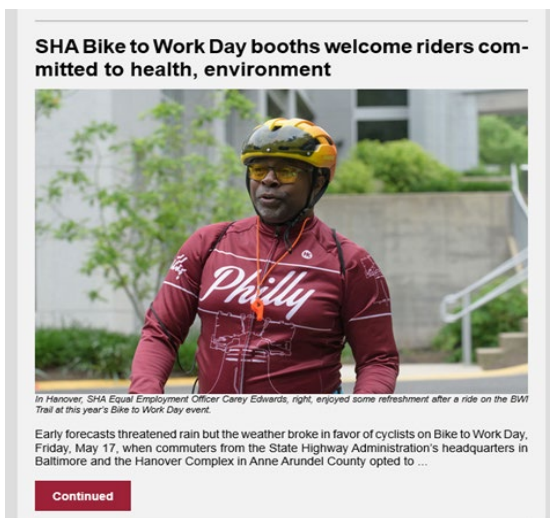 SHA Bike to Work Day booths welcome riders com-
mitted to health, environment
Philly
In Hanover, SHA Equal Employment Officer Carey Edwards, right, enjoyed some refreshment after a ride on the BWI
Trail at this year's Bike to Work Day event.
Early forecasts threatened rain but the weather broke in favor of cyclists on Bike to Work Day,
Friday, May 17, when commuters from the State Highway Administration's headquarters in
Baltimore and the Hanover Complex in Anne Arundel County opted to ...
Continued